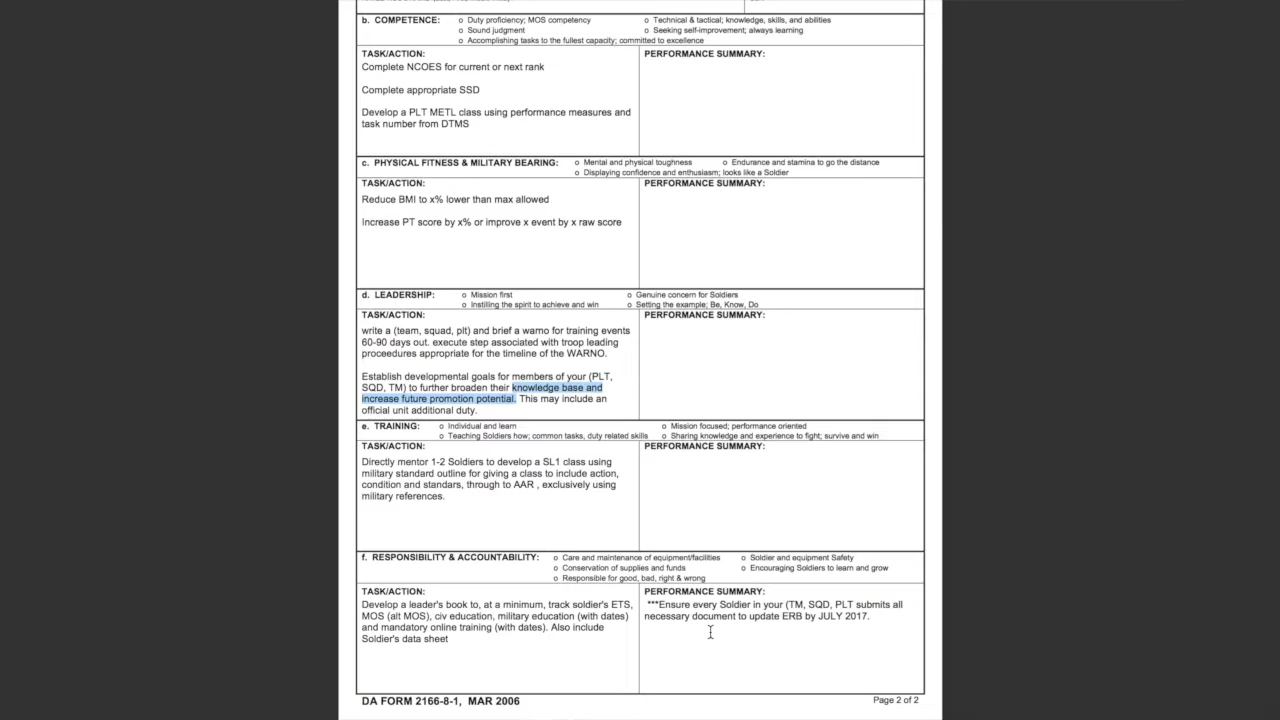 b. COMPETENCE:
o Duty proficiency; MOS competency
o Technical & tactical; knowledge, skills, and abilities
o Sound judgment
o Seeking self-improvement; always learning
o Accomplishing tasks to the fullest capacity; committed to excellence
TASK/ACTION:
Complete NCOES for current or next rank
Complete appropriate SSD
Develop a PLT METL class using performance measures and
task number from DTMS
PERFORMANCE SUMMARY:
c. PHYSICAL FITNESS & MILITARY BEARING:
o Mental and physical toughness
o Endurance and stamina to go the distance
o Displaying confidence and enthusiasm; looks like a Soldier
TASK/ACTION:
Reduce BMI to x% lower than max allowed
Increase PT score by x% or improve x event by x raw score
PERFORMANCE SUMMARY:
d. LEADERSHIP:
o Mission first
o Genuine concern for Soldiers
o Instilling the spirit to achieve and win
o Setting the example; Be, Know, Do
TASK/ACTION:
write a (team, squad, plt) and brief a warno for training events
60-90 days out. execute step associated with troop leading
proceedures appropriate for the timeline of the WARNO.
Establish developmental goals for members of your (PLT,
SQD, TM) to further broaden their knowledge base and
increase future promotion potential. This may include an
official unit additional duty.
PERFORMANCE SUMMARY:
e. TRAINING:
o Individual and learn
o Mission focused; performance oriented
o Teaching Soldiers how; common tasks, duty related skills
o Sharing knowledge and experience to fight; survive and win
TASK/ACTION:
Directly mentor 1-2 Soldiers to develop a SL1 class using
military standard outline for giving a class to include action,
condition and standars, through to AAR , exclusively using
military references.
PERFORMANCE SUMMARY:
f. RESPONSIBILITY & ACCOUNTABILITY:
o Care and maintenance of equipment/facilities
o Soldier and equipment Safety
o Conservation of supplies and funds
o Encouraging Soldiers to learn and grow
o Responsible for good, bad, right & wrong
TASK/ACTION:
Develop a leader's book to, at a minimum, track soldier's ETS,
MOS (alt MOS), civ education, military education (with dates)
and mandatory online training (with dates). Also include
Soldier's data sheet
PERFORMANCE SUMMARY:
***Ensure every Soldier in your (TM, SQD, PLT submits all
necessary document to update ERB by JULY 2017.
DA FORM 2166-8-1, MAR 2006
Page 2 of 2